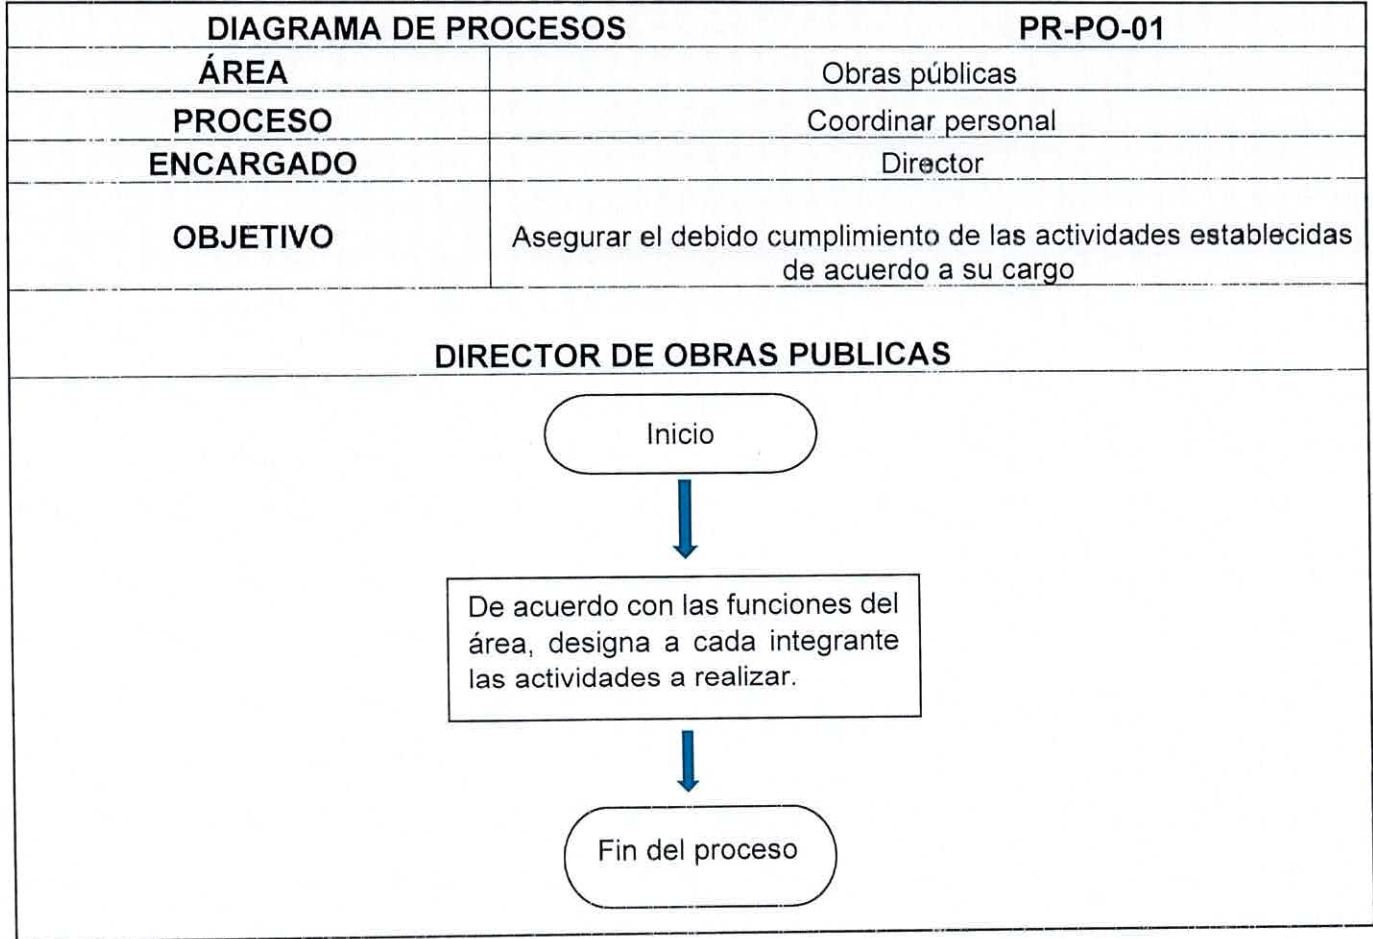 DIAGRAMA DE PROCESOS PR-PO-01
ÁREA Obras públicas
PROCESO Coordinar personal
ENCARGADO Director
OBJETIVO Asegurar el debido cumplimiento de las actividades establecidas
de acuerdo a su cargo
DIRECTOR DE OBRAS PUBLICAS
Inicio
De acuerdo con las funciones del
área, designa a cada integrante
las actividades a realizar.
Fin del proceso